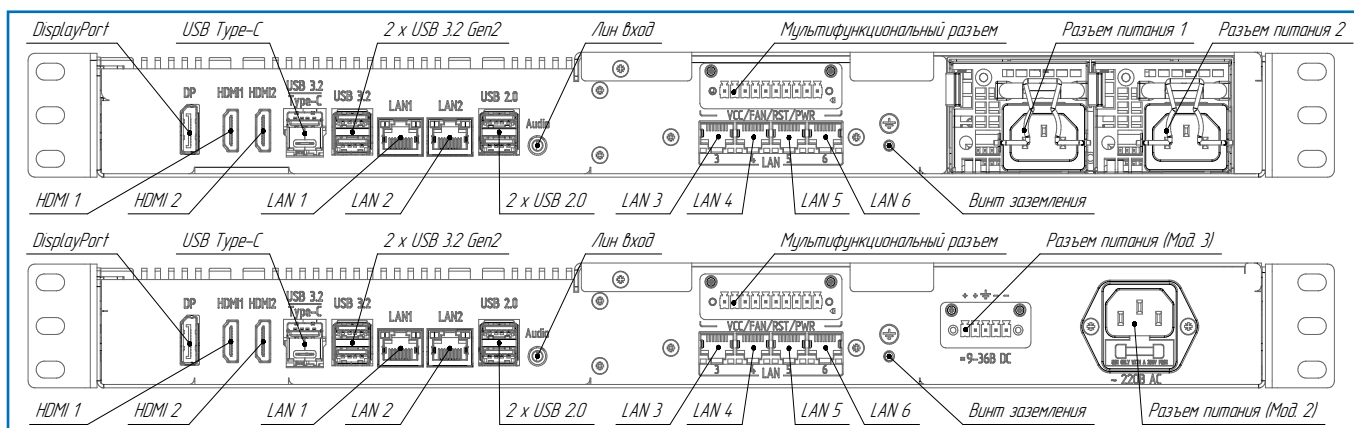 DisplayPort USB Type-C 2 x USB 3.2 Gen2 Лин вход Мультифункциональный разъем Разъем питания 1 Разъем питания 2
DP HDMI1 HDMI2 USB 3.2 Type-C USB 3.2 LAN1 LAN2 USB 2.0 Audio
VCC/FAN/RST/PWR
3 4 LAN 5 6
HDMI 1 HDMI 2 LAN 1 LAN 2 2 x USB 2.0 LAN 3 LAN 4 LAN 5 LAN 6 Винт заземления
DisplayPort USB Type-C 2 x USB 3.2 Gen2 Лин вход Мультифункциональный разъем Разъем питания (Мод. 3)
DP HDMI1 HDMI2 USB 3.2 Type-C USB 3.2 LAN1 LAN2 USB 2.0 Audio
VCC/FAN/RST/PWR
3 4 LAN 5 6
=9-36В DC
~ 220В AC
HDMI 1 HDMI 2 LAN 1 LAN 2 2 x USB 2.0 LAN 3 LAN 4 LAN 5 LAN 6 Винт заземления Разъем питания (Мод. 2)